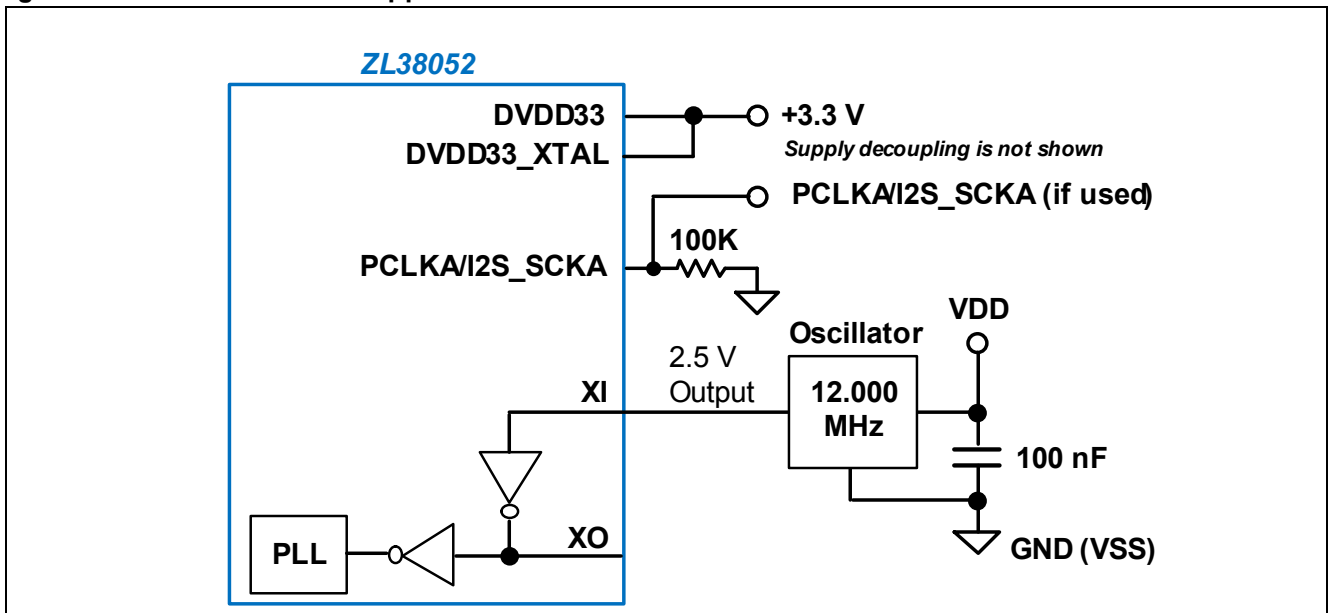 ZL38052
DVDD33
+3.3 V
DVDD33_XTAL
Supply decoupling is not shown
PCLKA/I2S_SCKA (if used)
100K
PCLKA/I2S_SCKA
VDD
Oscillator
2.5 V
Output
XI
12.000
MHz
100 nF
XO
PLL
GND (VSS)